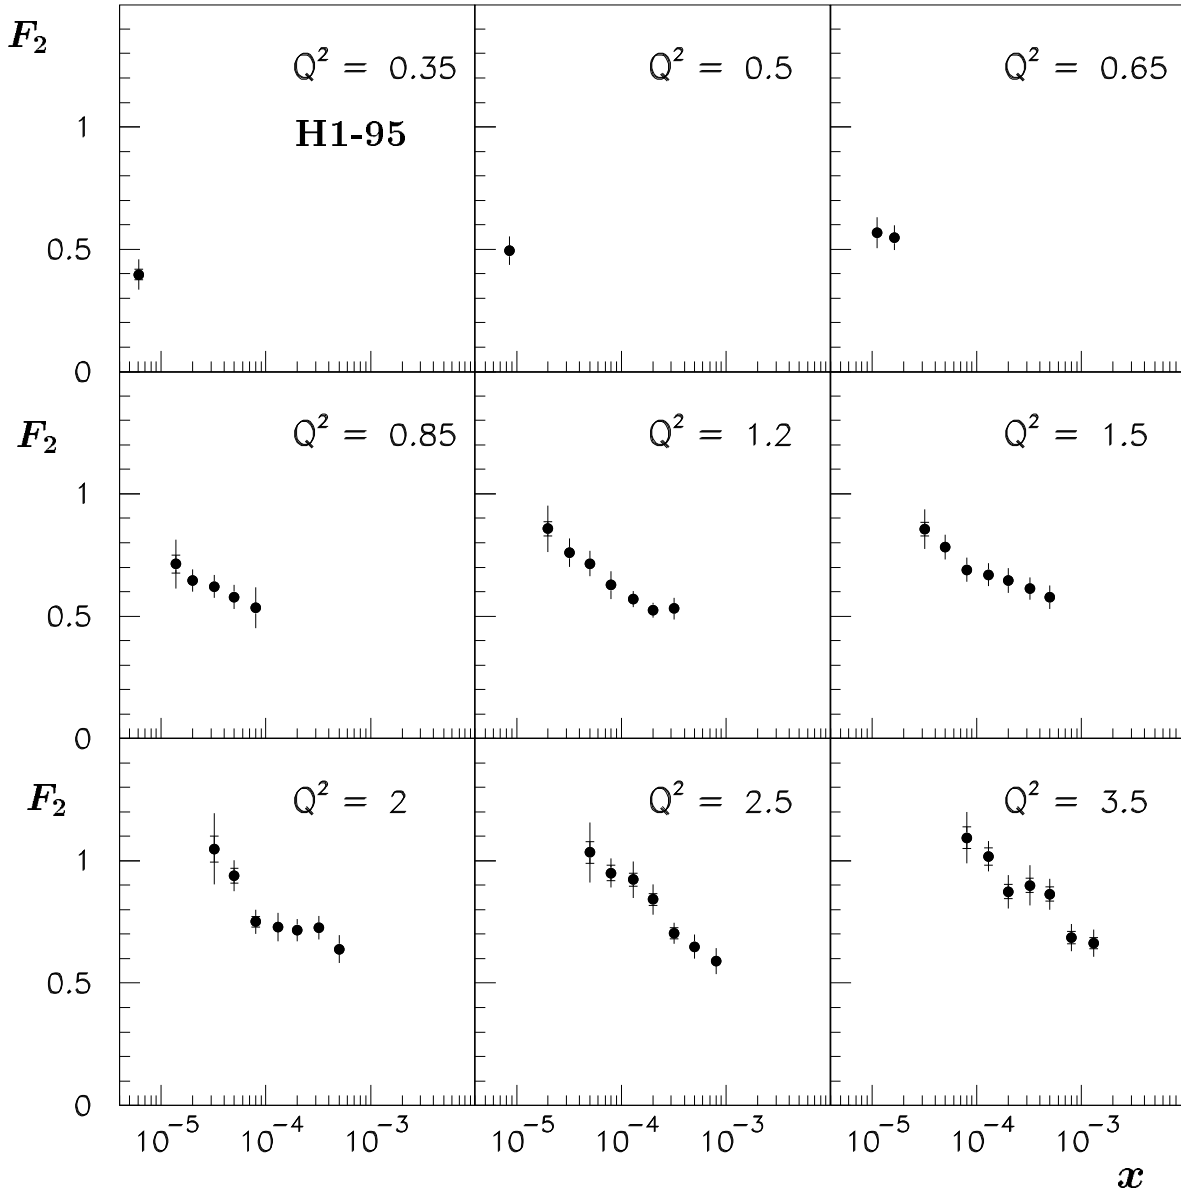 F₂
Q² = 0.35
Q² = 0.5
Q² = 0.65
1
H1-95
0.5
0
F₂
Q² = 0.85
Q² = 1.2
Q² = 1.5
1
0.5
0
F₂
Q² = 2
Q² = 2.5
Q² = 3.5
1
0.5
0
10⁻⁵ 10⁻⁴ 10⁻³ 10⁻⁵ 10⁻⁴ 10⁻³ 10⁻⁵ 10⁻⁴ 10⁻³
x